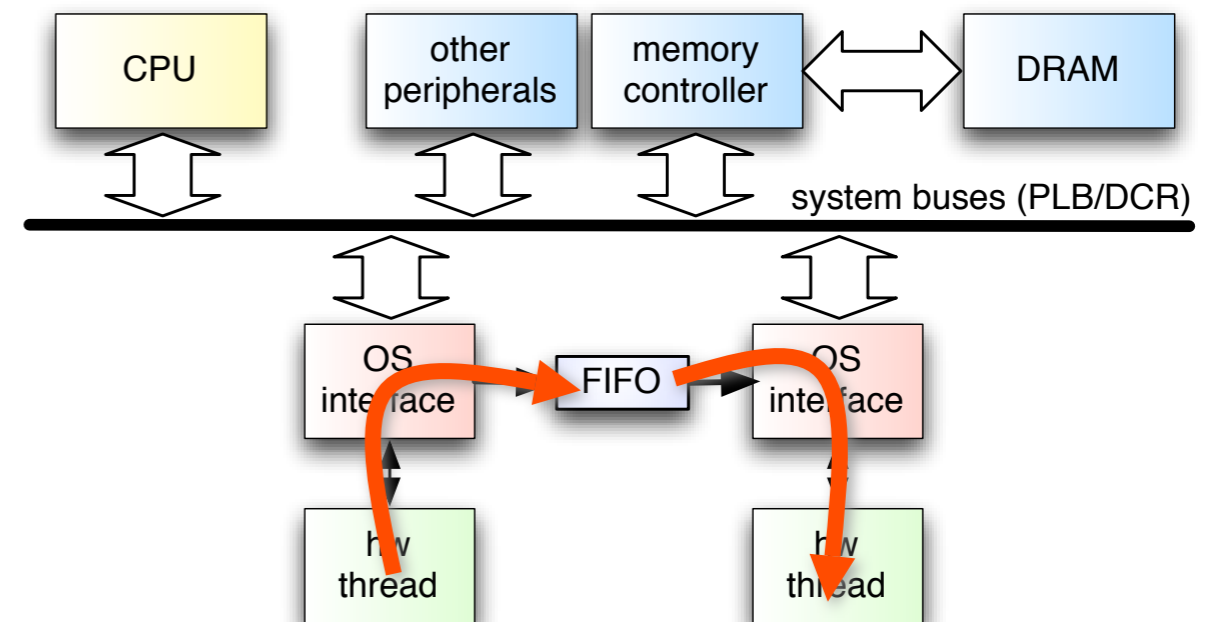 CPU
other
peripherals
memory
controller
DRAM
system buses (PLB/DCR)
OS
interface
FIFO
OS
interface
hw
thread
hw
thread